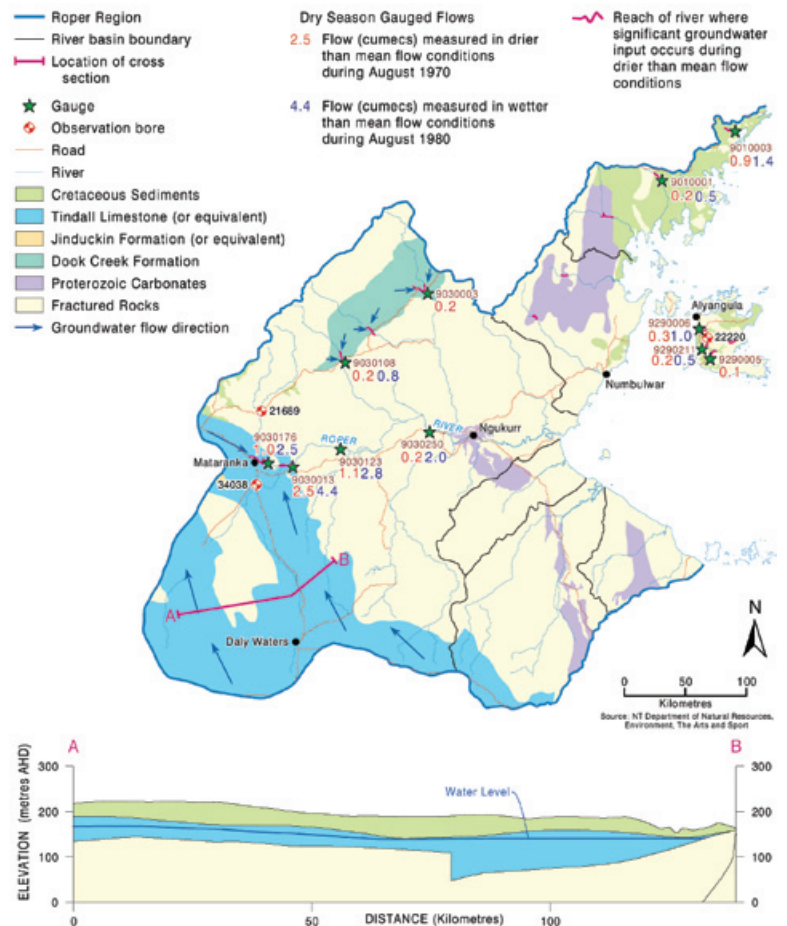 Roper Region
River basin boundary
Location of cross
section
Gauge
Observation bore
Road
River
Cretaceous Sediments
Tindall Limestone (or equivalent)
Jinduckin Formation (or equivalent)
Dook Creek Formation
Proterozoic Carbonates
Fractured Rocks
Groundwater flow direction
Dry Season Gauged Flows
2.5 Flow (cumecs) measured in drier
than mean flow conditions
during August 1970
4.4 Flow (cumecs) measured in wetter
than mean flow conditions
during August 1980
Reach of river where
significant groundwater
input occurs during
drier than mean flow
conditions
9010003
0.9 1.4
9010001
0.2 0.5
9030003
0.2
Alyangula
9290006
0.3 1.0
22220
9290211
0.2 0.5
9290005
0.1
9030108
0.2 0.8
Numbulwar
21689
9030176
1.0 2.5
ROPER
RIVER
Ngukurr
9030250
0.2 2.0
Mataranka
9030123
1.1 2.8
9030013
2.5 4.4
34038
B
A
Daly Waters
N
0 50 100
Kilometres
Source: NT Department of Natural Resources,
Environment, The Arts and Sport
A
B
300
200
100
0
ELEVATION (metres AHD)
Water Level
300
200
100
0
0 50 100
DISTANCE (Kilometres)